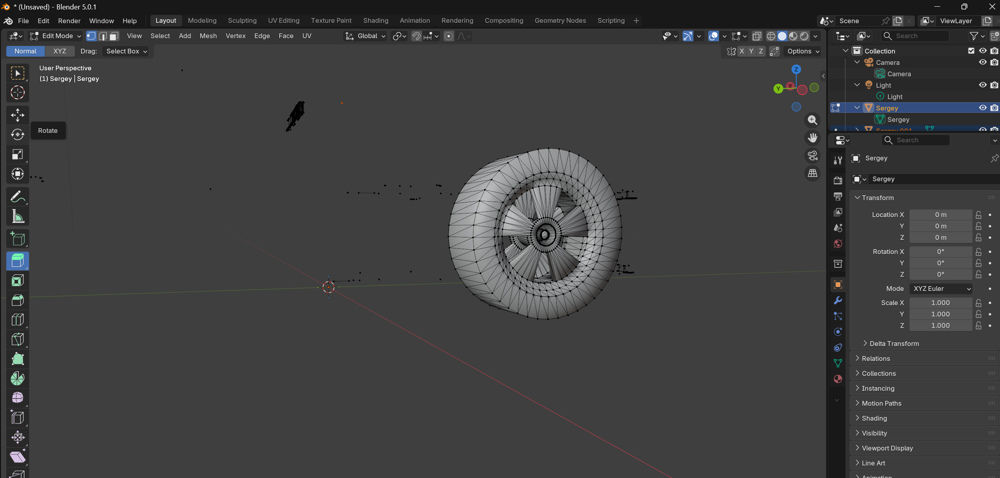 * (Unsaved) - Blender 5.0.1
File Edit Render Window Help Layout Modeling Sculpting UV Editing Texture Paint Shading Animation Rendering Compositing Geometry Nodes Scripting + Scene ViewLayer
Edit Mode View Select Add Mesh Vertex Edge Face UV Global Search
Normal XYZ Drag: Select Box X Y Z Options
User Perspective
(1) Sergey | Sergey
Rotate
Z
Y
X
Collection
Camera
Camera
Light
Light
Sergey
Sergey
Sergey.001
Search
Sergey
Sergey
Transform
Location X 0 m
Y 0 m
Z 0 m
Rotation X 0°
Y 0°
Z 0°
Mode XYZ Euler
Scale X 1.000
Y 1.000
Z 1.000
Delta Transform
Relations
Collections
Instancing
Motion Paths
Shading
Visibility
Viewport Display
Line Art
Animation